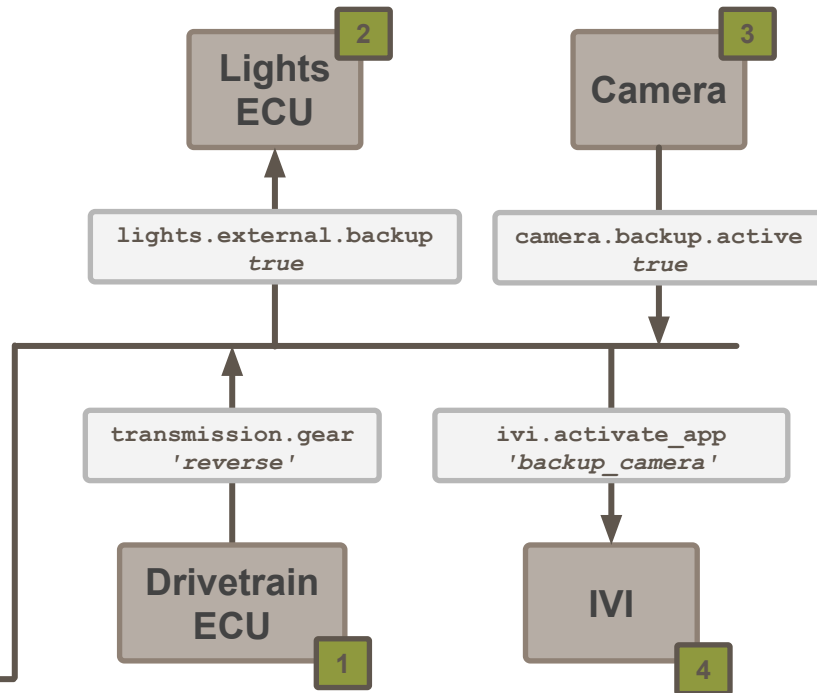 2
Lights
ECU
3
Camera
lights.external.backup
true
camera.backup.active
true
transmission.gear
'reverse'
ivi.activate_app
'backup_camera'
Drivetrain
ECU
1
IVI
4